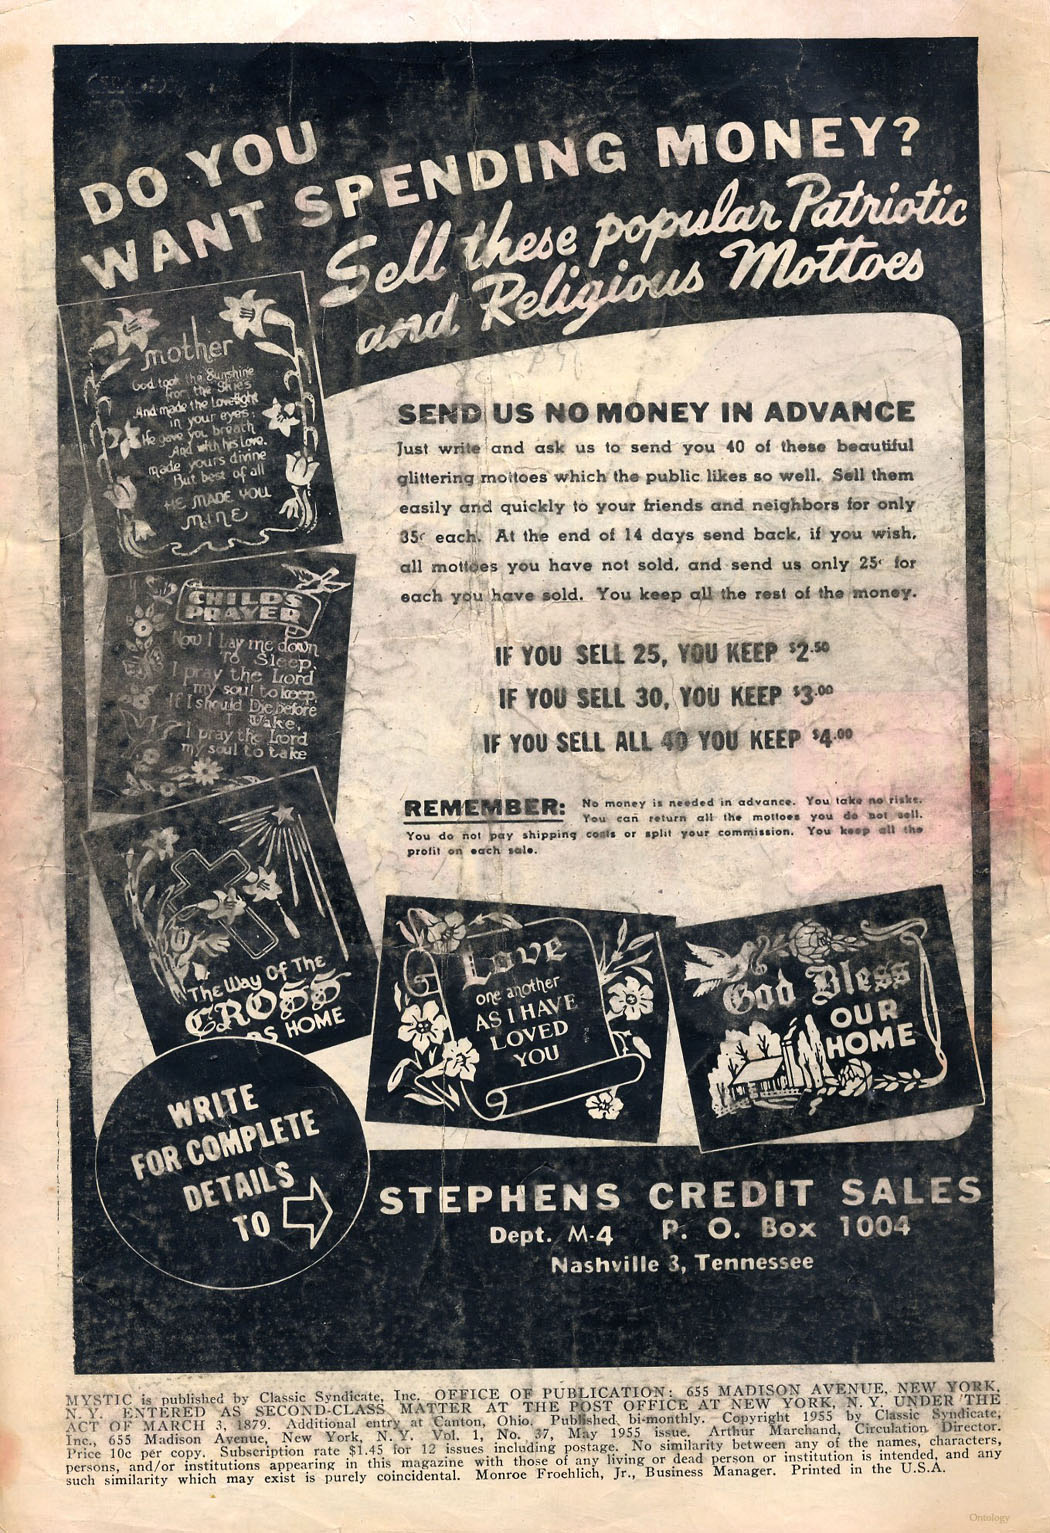 DO YOU
WANT SPENDING MONEY?
Sell these popular Patriotic
and Religious Mottoes
mother
God took the Sunshine
from the Skies
And made the Lovelight
in your eyes;
He gave you breath
And with his Love.
Made yours divine
But best of all
HE MADE YOU
MINE
CHILD'S
PRAYER
Now I Lay me down
To Sleep.
I pray the Lord
my soul to keep,
If I should Die before
I Wake,
I pray the Lord
my soul to take
The Way Of The
CROSS
HOME
SEND US NO MONEY IN ADVANCE
Just write and ask us to send you 40 of these beautiful
glittering mottoes which the public likes so well. Sell them
easily and quickly to your friends and neighbors for only
35¢ each. At the end of 14 days send back, if you wish,
all mottoes you have not sold, and send us only 25¢ for
each you have sold. You keep all the rest of the money.
IF YOU SELL 25, YOU KEEP $2.50
IF YOU SELL 30, YOU KEEP $3.00
IF YOU SELL ALL 40 YOU KEEP $4.00
REMEMBER: No money is needed in advance. You take no risks.
You can return all the mottoes you do not sell.
You do not pay shipping costs or split your commission. You keep all the
profit on each sale.
Love
one another
AS I HAVE
LOVED
YOU
God Bless
OUR
HOME
WRITE
FOR COMPLETE
DETAILS
TO
STEPHENS CREDIT SALES
Dept. M-4 P. O. Box 1004
Nashville 3, Tennessee
MYSTIC is published by Classic Syndicate, Inc. OFFICE OF PUBLICATION: 655 MADISON AVENUE, NEW YORK,
N. Y. ENTERED AS SECOND-CLASS MATTER AT THE POST OFFICE AT NEW YORK, N. Y. UNDER THE
ACT OF MARCH 3, 1879. Additional entry at Canton, Ohio. Published bi-monthly. Copyright 1955 by Classic Syndicate,
Inc., 655 Madison Avenue, New York, N. Y. Vol. 1, No. 37, May 1955 issue. Arthur Marchand, Circulation Director.
Price 10c per copy. Subscription rate $1.45 for 12 issues including postage. No similarity between any of the names, characters,
persons, and/or institutions appearing in this magazine with those of any living or dead person or institution is intended, and any
such similarity which may exist is purely coincidental. Monroe Froehlich, Jr., Business Manager. Printed in the U.S.A.
Ontology